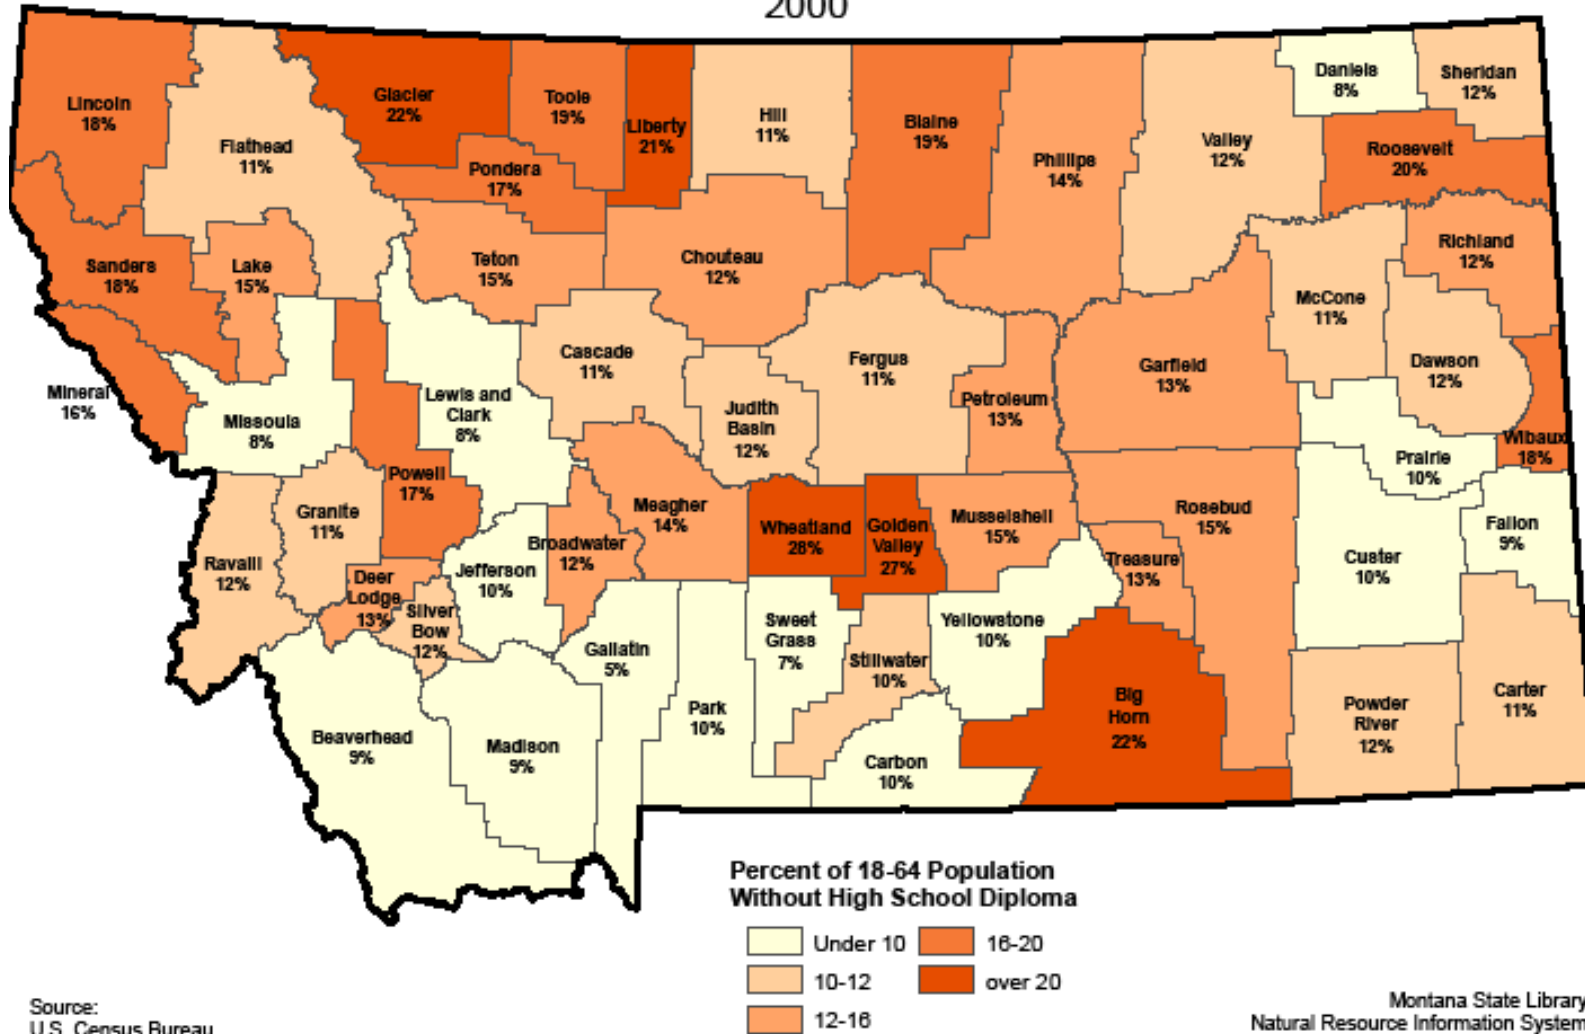 2000
Lincoln
18%
Flathead
11%
Glacier
22%
Toole
19%
Liberty
21%
Hill
11%
Blaine
19%
Phillips
14%
Valley
12%
Daniels
8%
Sheridan
12%
Roosevelt
20%
Pondera
17%
Sanders
18%
Lake
15%
Teton
15%
Chouteau
12%
Richland
12%
McCone
11%
Mineral
16%
Missoula
8%
Lewis and
Clark
8%
Cascade
11%
Judith
Basin
12%
Fergus
11%
Petroleum
13%
Garfield
13%
Dawson
12%
Wibaux
18%
Prairie
10%
Powell
17%
Granite
11%
Ravalli
12%
Deer
Lodge
13%
Silver
Bow
12%
Jefferson
10%
Broadwater
12%
Meagher
14%
Wheatland
28%
Golden
Valley
27%
Musselshell
15%
Rosebud
15%
Treasure
13%
Custer
10%
Fallon
9%
Beaverhead
9%
Madison
9%
Gallatin
5%
Park
10%
Sweet
Grass
7%
Stillwater
10%
Yellowstone
10%
Carbon
10%
Big
Horn
22%
Powder
River
12%
Carter
11%
Percent of 18-64 Population
Without High School Diploma
Under 10
10-12
12-16
16-20
over 20
Source:
U.S. Census Bureau
Montana State Library
Natural Resource Information System